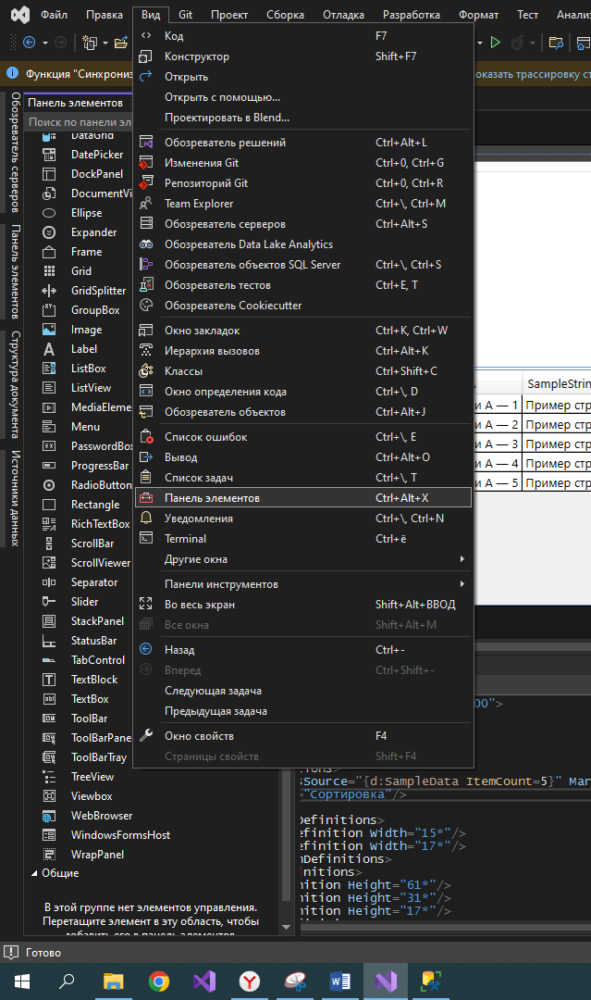 Файл Правка Вид Git Проект Сборка Отладка Разработка Формат Тест Анализ
Функция "Синхрониз
оказать трассировку ст
Обозреватель серверов
Панель элементов
Структура документа
Источники данных
Панель элементов
Поиск по панели эл
DataGrid
DatePicker
DockPanel
DocumentVi
Ellipse
Expander
Frame
Grid
GridSplitter
GroupBox
Image
Label
ListBox
ListView
MediaEleme
Menu
PasswordBox
ProgressBar
RadioButton
Rectangle
RichTextBox
ScrollBar
ScrollViewer
Separator
Slider
StackPanel
StatusBar
TabControl
TextBlock
TextBox
ToolBar
ToolBarPane
ToolBarTray
TreeView
Viewbox
WebBrowser
WindowsFormsHost
WrapPanel
Общие
В этой группе нет элементов управления.
Перетащите элемент в эту область, чтобы
добавить его в панель элементов.
Код F7
Конструктор Shift+F7
Открыть
Открыть с помощью...
Проектировать в Blend...
Обозреватель решений Ctrl+Alt+L
Изменения Git Ctrl+0, Ctrl+G
Репозиторий Git Ctrl+0, Ctrl+R
Team Explorer Ctrl+\, Ctrl+M
Обозреватель серверов Ctrl+Alt+S
Обозреватель Data Lake Analytics
Обозреватель объектов SQL Server Ctrl+\, Ctrl+S
Обозреватель тестов Ctrl+E, T
Обозреватель Cookiecutter
Окно закладок Ctrl+K, Ctrl+W
Иерархия вызовов Ctrl+Alt+K
Классы Ctrl+Shift+C
Окно определения кода Ctrl+\, D
Обозреватель объектов Ctrl+Alt+J
Список ошибок Ctrl+\, E
Вывод Ctrl+Alt+O
Список задач Ctrl+\, T
Панель элементов Ctrl+Alt+X
Уведомления Ctrl+\, Ctrl+N
Terminal Ctrl+ё
Другие окна
Панели инструментов
Во весь экран Shift+Alt+ВВОД
Все окна Shift+Alt+M
Назад Ctrl+-
Вперед Ctrl+Shift+-
Следующая задача
Предыдущая задача
Окно свойств F4
Страницы свойств Shift+F4
SampleStrin
и A — 1 Пример стр
и A — 2 Пример стр
и A — 3 Пример стр
и A — 4 Пример стр
и A — 5 Пример стр
00">
ions>
sSource="{d:SampleData ItemCount=5}" Mar
="Сортировка"/>
Definitions>
efinition Width="15*"/>
efinition Width="17*"/>
nDefinitions>
initions>
nition Height="61*"/>
nition Height="31*"/>
nition Height="17*"/>
Готово